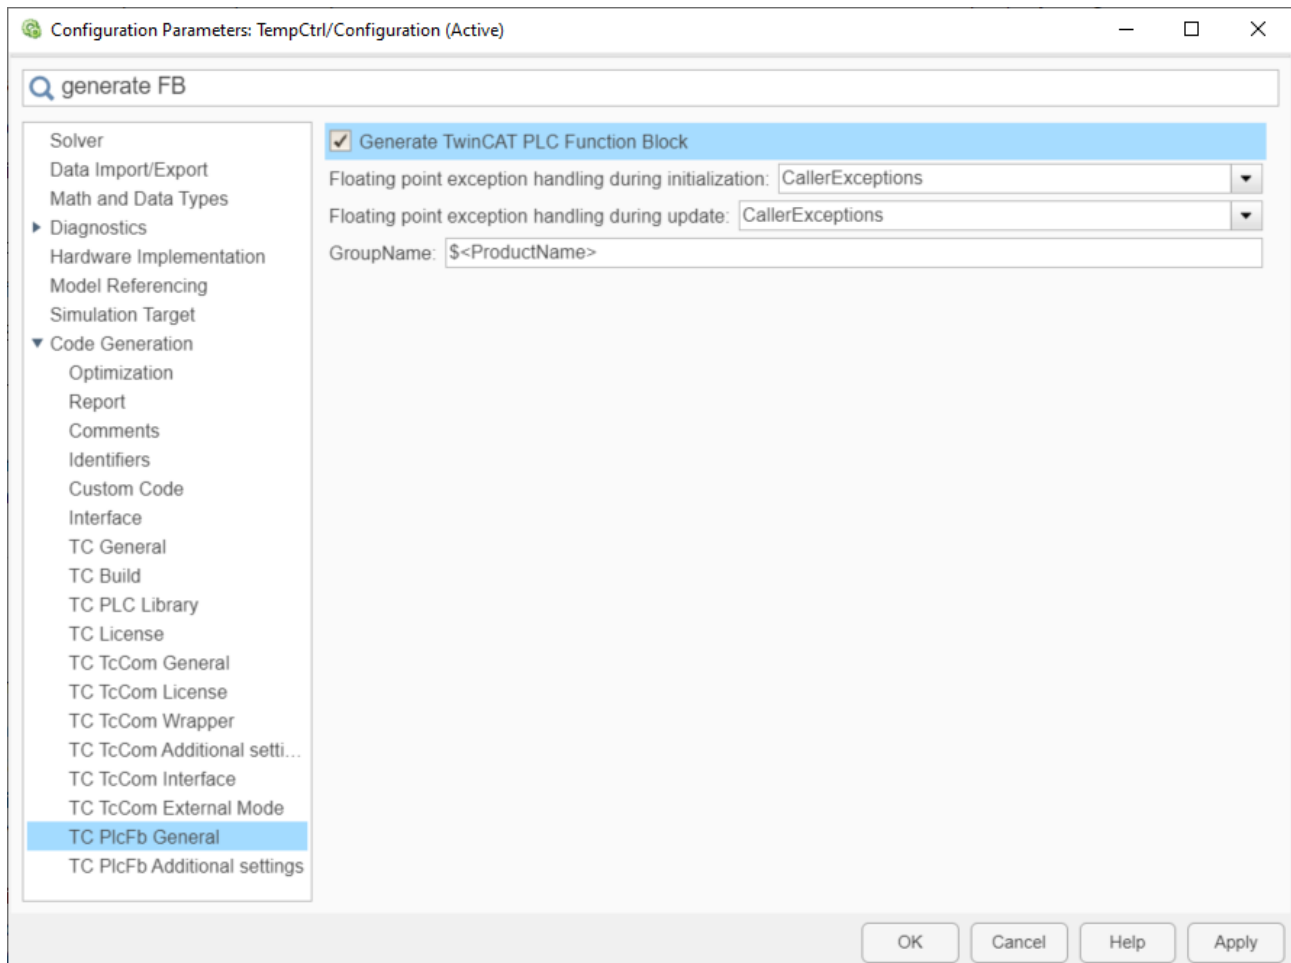 Configuration Parameters: TempCtrl/Configuration (Active)
generate FB
Solver
Data Import/Export
Math and Data Types
Diagnostics
Hardware Implementation
Model Referencing
Simulation Target
Code Generation
Optimization
Report
Comments
Identifiers
Custom Code
Interface
TC General
TC Build
TC PLC Library
TC License
TC TcCom General
TC TcCom License
TC TcCom Wrapper
TC TcCom Additional setti...
TC TcCom Interface
TC TcCom External Mode
TC PlcFb General
TC PlcFb Additional settings
Generate TwinCAT PLC Function Block
Floating point exception handling during initialization: CallerExceptions
Floating point exception handling during update: CallerExceptions
GroupName: $<ProductName>
OK Cancel Help Apply